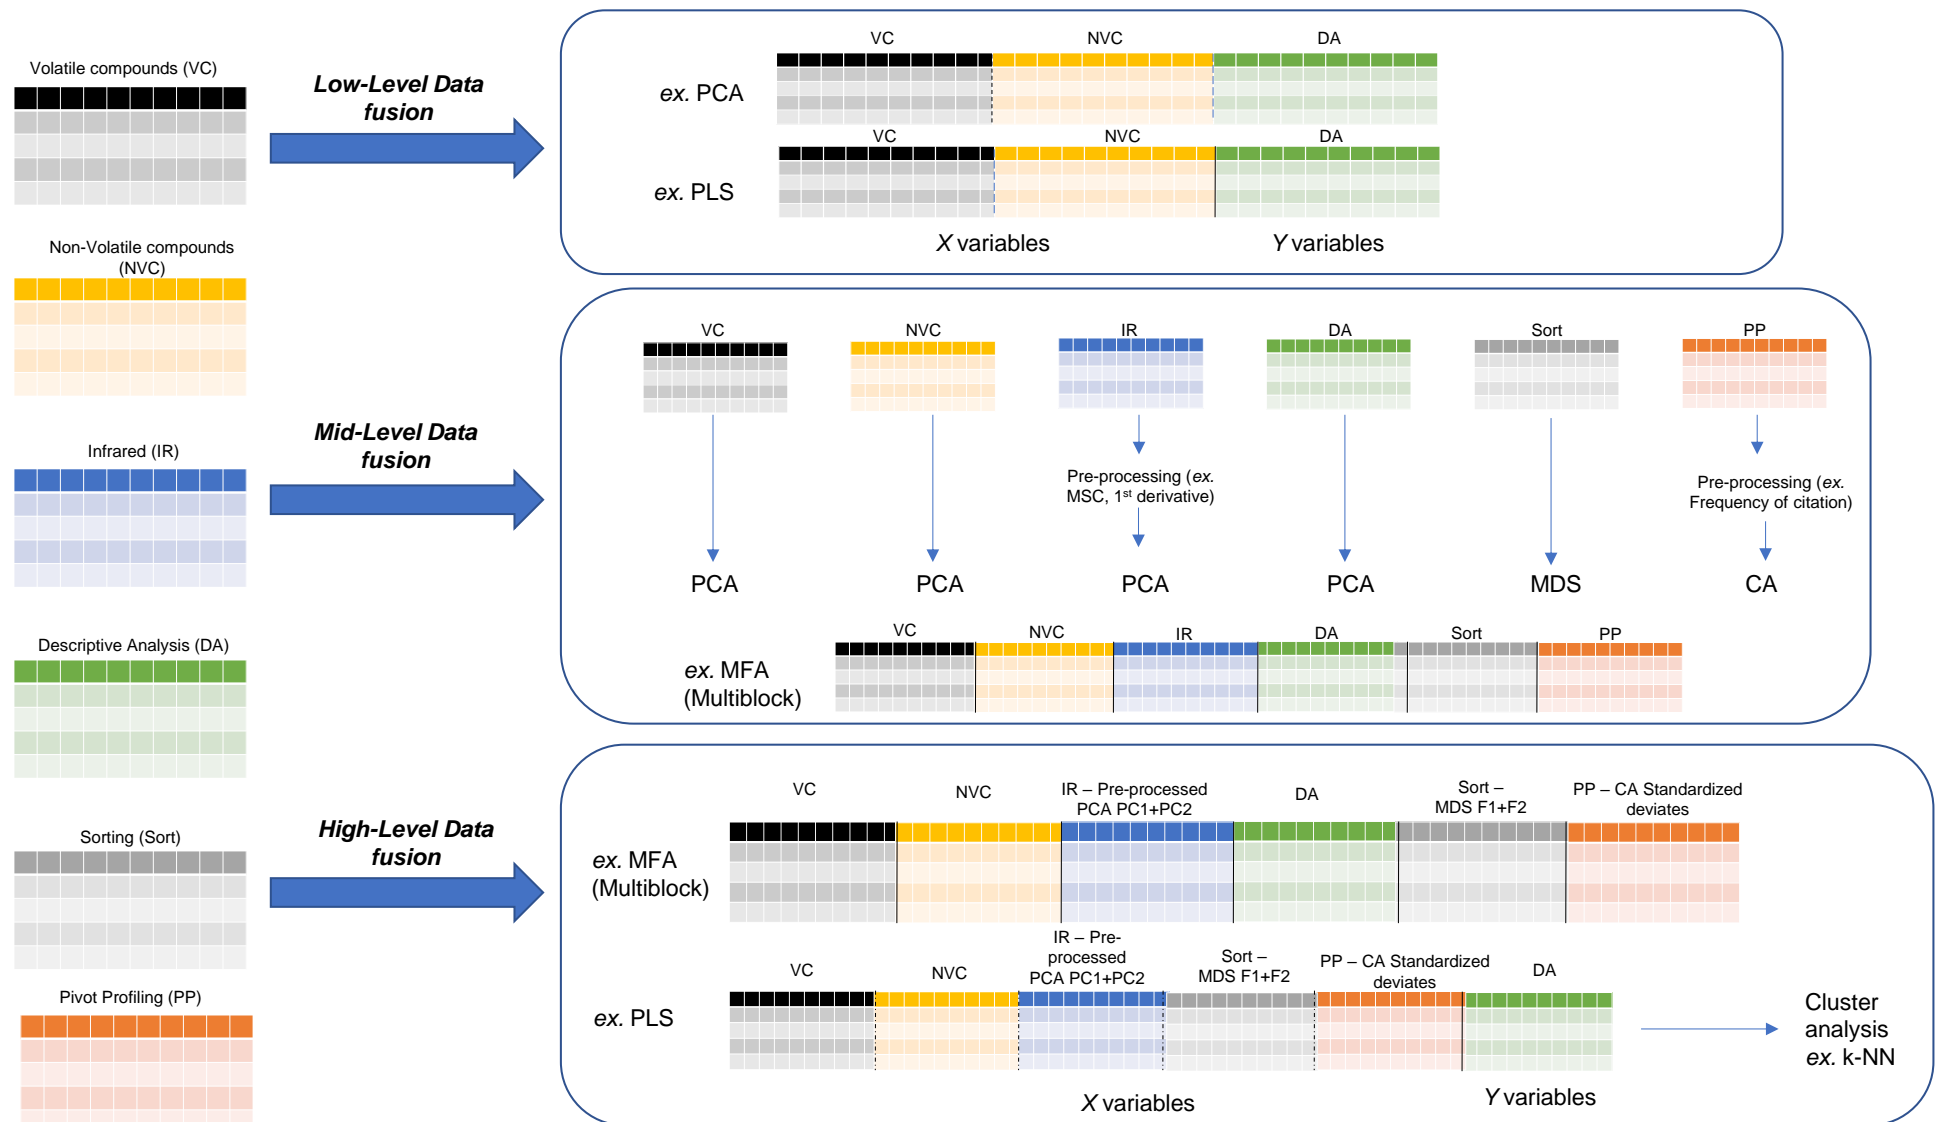 Volatile compounds (VC)
Non-Volatile compounds
(NVC)
Infrared (IR)
Descriptive Analysis (DA)
Sorting (Sort)
Pivot Profiling (PP)
Low-Level Data
fusion
Mid-Level Data
fusion
High-Level Data
fusion
VC NVC DA
ex. PCA
VC NVC DA
ex. PLS
X variables Y variables
VC NVC IR DA Sort PP
Pre-processing (ex.
MSC, 1st derivative)
Pre-processing (ex.
Frequency of citation)
PCA PCA PCA PCA MDS CA
VC NVC IR DA Sort PP
ex. MFA
(Multiblock)
VC
NVC
IR – Pre-processed
PCA PC1+PC2
DA
Sort –
MDS F1+F2
PP – CA Standardized
deviates
ex. MFA
(Multiblock)
VC
NVC
IR – Pre-
processed
PCA PC1+PC2
Sort –
MDS F1+F2
PP – CA Standardized
deviates
DA
ex. PLS
Cluster
analysis
ex. k-NN
X variables Y variables